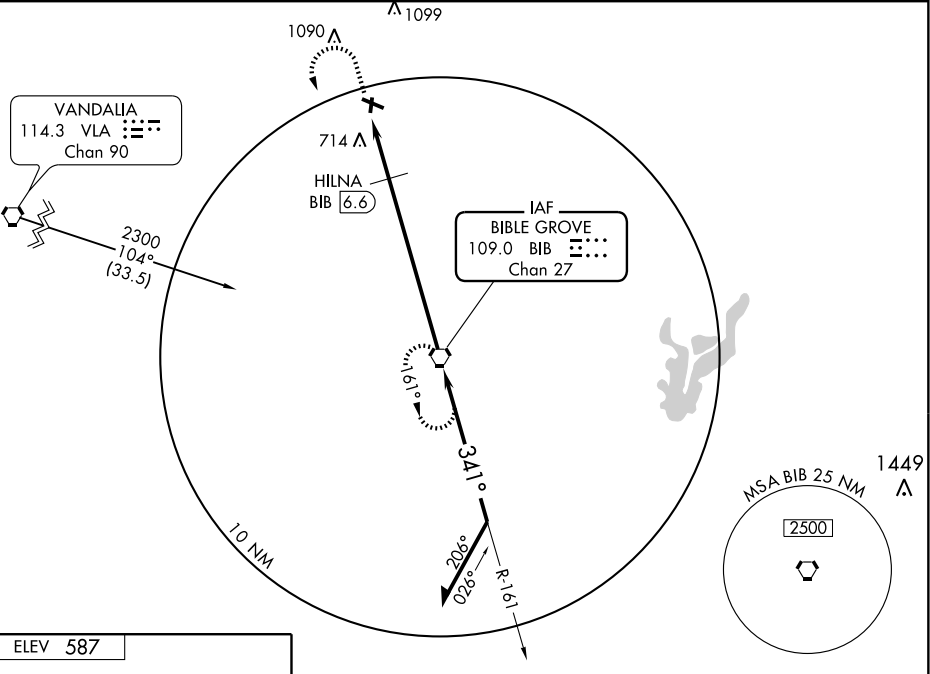 1099
1090
VANDALIA
114.3 VLA
Chan 90
714
HILNA
BIB 6.6
IAF
BIBLE GROVE
109.0 BIB
Chan 27
2300
104°
(33.5)
161°
341°
1449
MSA BIB 25 NM
2500
10 NM
206°
026°
R-161
ELEV 587